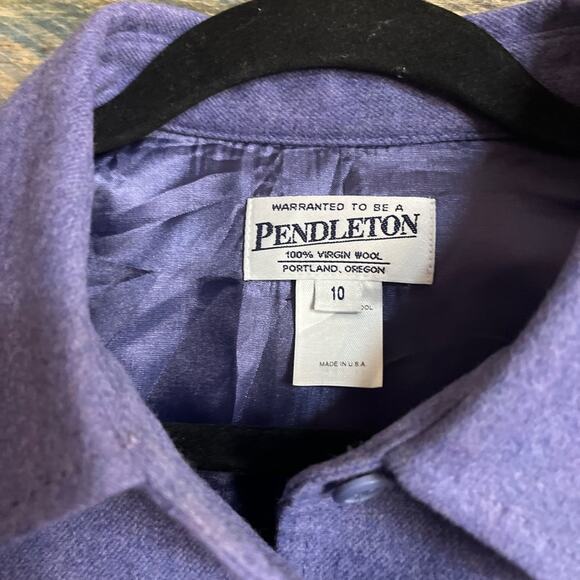 WARRANTED TO BE A
PENDLETON
100% VIRGIN WOOL
PORTLAND, OREGON
10
MADE IN U.S.A.